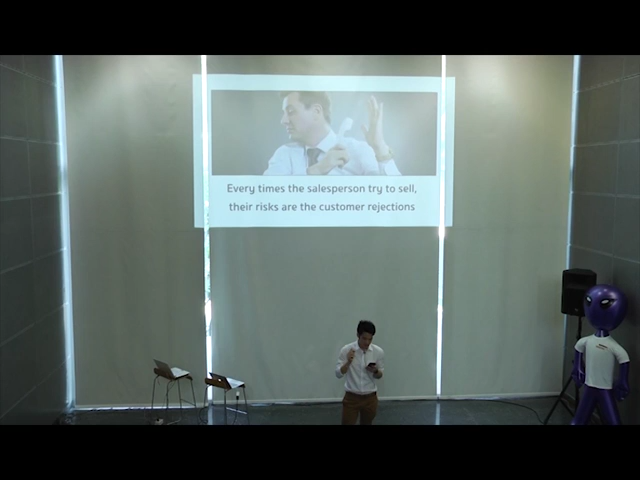 Every times the salesperson try to sell,
their risks are the customer rejections